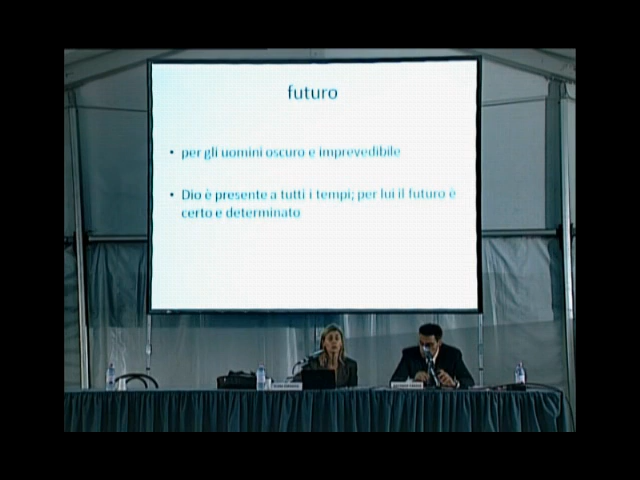 futuro
• per gli uomini oscuro e imprevedibile
• Dio è presente a tutti i tempi; per lui il futuro è
certo e determinato